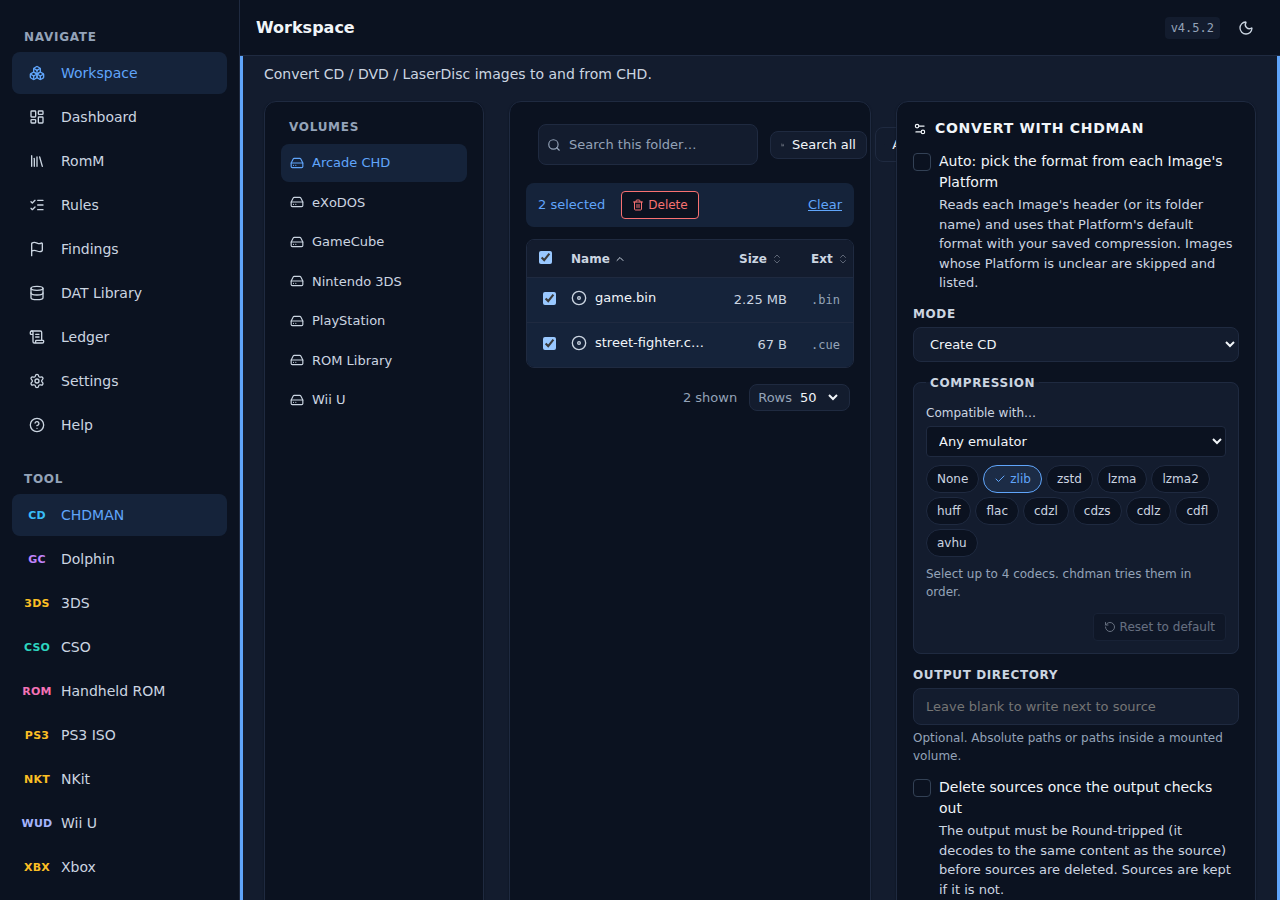 NAVIGATE
Workspace
Dashboard
RomM
Rules
Findings
DAT Library
Ledger
Settings
Help
TOOL
CD CHDMAN
GC Dolphin
3DS 3DS
CSO CSO
ROM Handheld ROM
PS3 PS3 ISO
NKT NKit
WUD Wii U
XBX Xbox
Workspace
v4.5.2
Convert CD / DVD / LaserDisc images to and from CHD.
VOLUMES
Arcade CHD
eXoDOS
GameCube
Nintendo 3DS
PlayStation
ROM Library
Wii U
Search this folder…
Search all
2 selected
Delete
Clear
Name
Size
Ext
game.bin 2.25 MB .bin
street-fighter.c… 67 B .cue
2 shown
Rows 50
CONVERT WITH CHDMAN
Auto: pick the format from each Image's
Platform
Reads each Image's header (or its folder
name) and uses that Platform's default
format with your saved compression. Images
whose Platform is unclear are skipped and
listed.
MODE
Create CD
COMPRESSION
Compatible with…
Any emulator
None zlib zstd lzma lzma2
huff flac cdzl cdzs cdlz cdfl
avhu
Select up to 4 codecs. chdman tries them in
order.
Reset to default
OUTPUT DIRECTORY
Leave blank to write next to source
Optional. Absolute paths or paths inside a mounted
volume.
Delete sources once the output checks
out
The output must be Round-tripped (it
decodes to the same content as the source)
before sources are deleted. Sources are kept
if it is not.